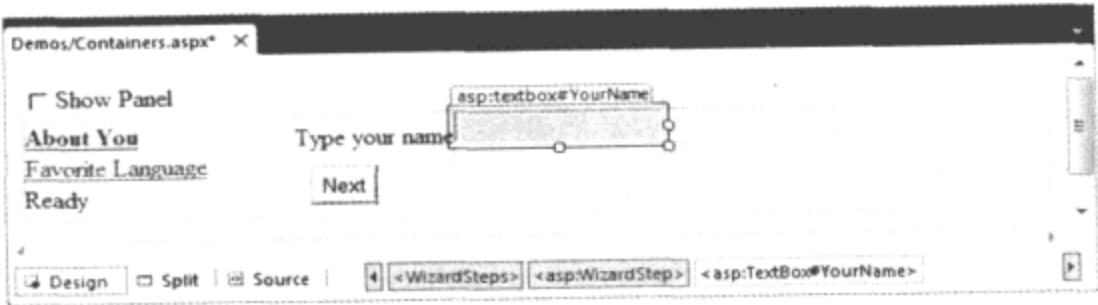 Demos/Containers.aspx* ×
Show Panel
asp:textbox#YourName
About You
Type your name
Favorite Language
Next
Ready
Design Split Source <WizardSteps> <asp:WizardStep> <asp:TextBox#YourName>